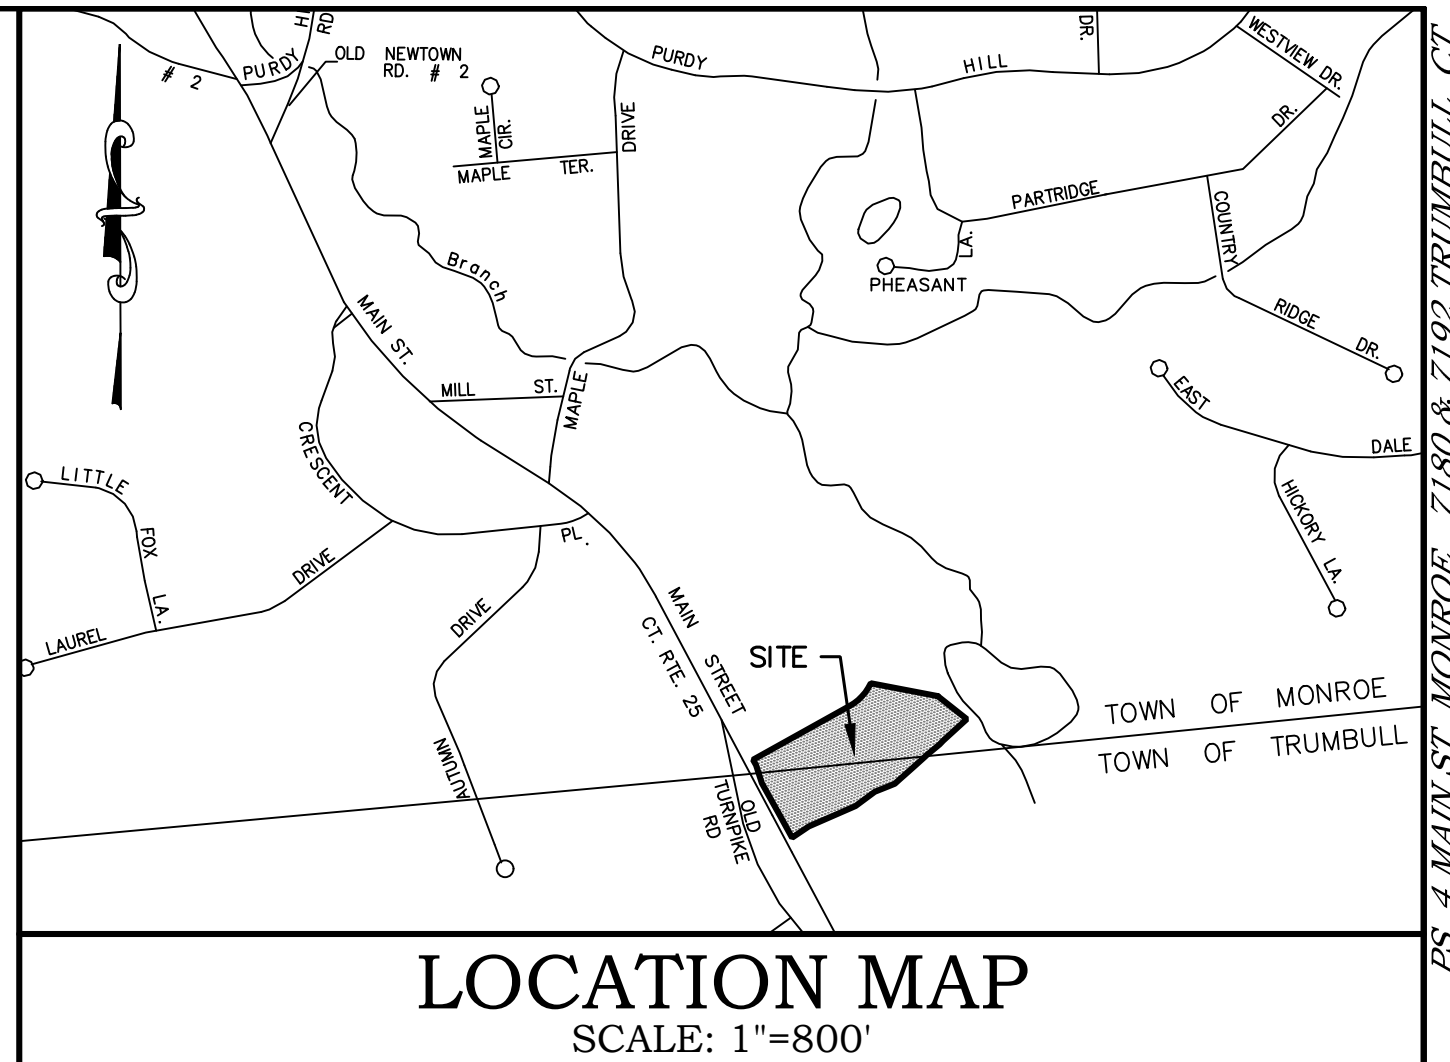 HI
RD
# 2
PURDY
OLD NEWTOWN
RD. # 2
MAPLE
CIR.
MAPLE TER.
DRIVE
PURDY HILL
DR.
WESTVIEW DR.
DR.
PARTRIDGE
COUNTRY
LA.
PHEASANT
RIDGE DR.
Branch
MAIN ST.
MILL ST.
MAPLE
EAST DALE
CRESCENT
PL.
LITTLE
FOX
LA.
HICKORY LA.
LAUREL DRIVE
DRIVE
AUTUMN
MAIN STREET
CT. RTE. 25
SITE
TOWN OF MONROE
TOWN OF TRUMBULL
OLD
TURNPIKE
RD
LOCATION MAP
SCALE: 1"=800'
PS 4 MAIN ST. MONROE 7180 & 7192 TRUMBULL CT